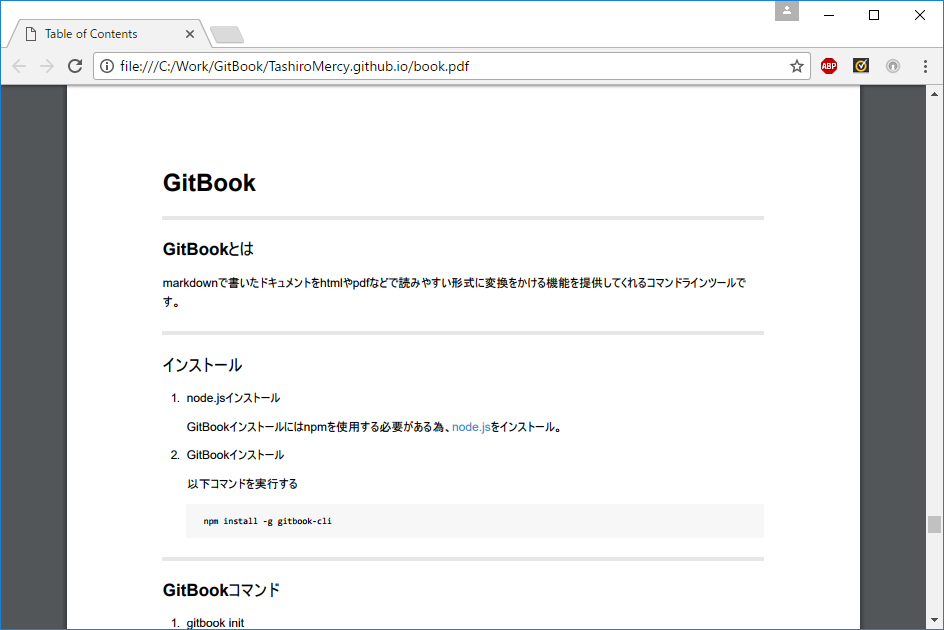 Table of Contents
file:///C:/Work/GitBook/TashiroMercy.github.io/book.pdf
ABP
GitBook
GitBookとは
markdownで書いたドキュメントをhtmlやpdfなどで読みやすい形式に変換をかける機能を提供してくれるコマンドラインツールで
す。
インストール
1. node.jsインストール
GitBookインストールにはnpmを使用する必要がある為、node.jsをインストール。
2. GitBookインストール
以下コマンドを実行する
npm install -g gitbook-cli
GitBookコマンド
1. gitbook init